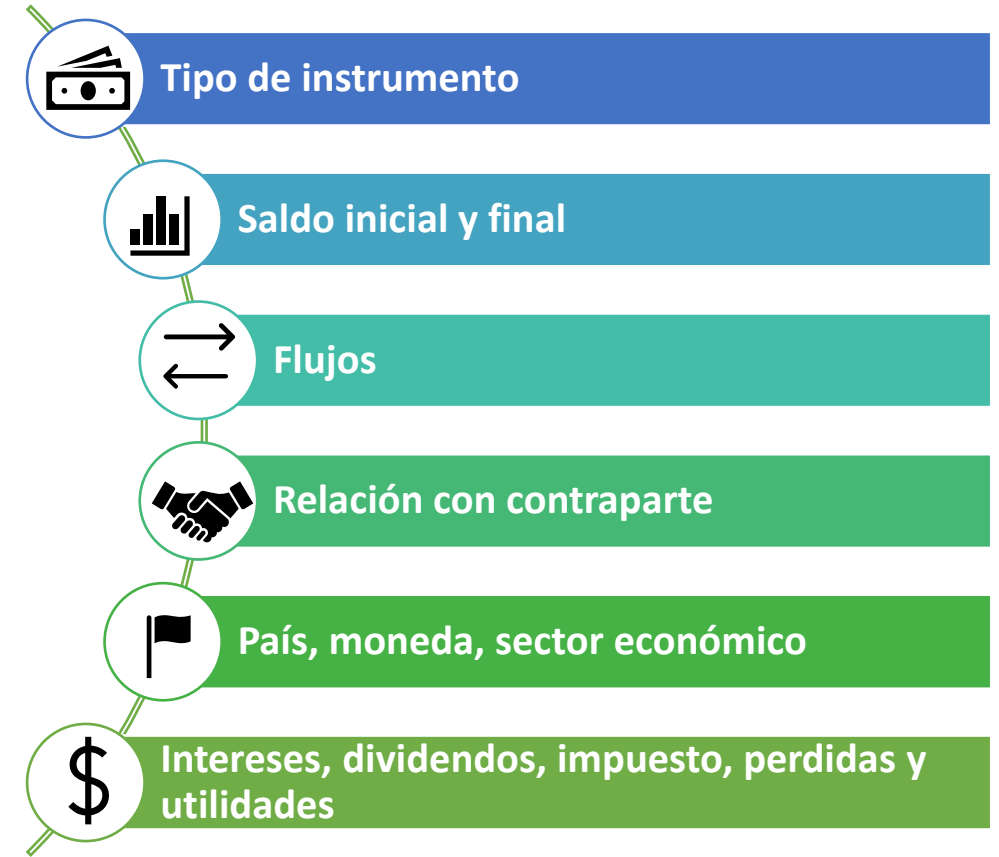 Tipo de instrumento
Saldo inicial y final
Flujos
Relación con contraparte
País, moneda, sector económico
Intereses, dividendos, impuesto, perdidas y
utilidades